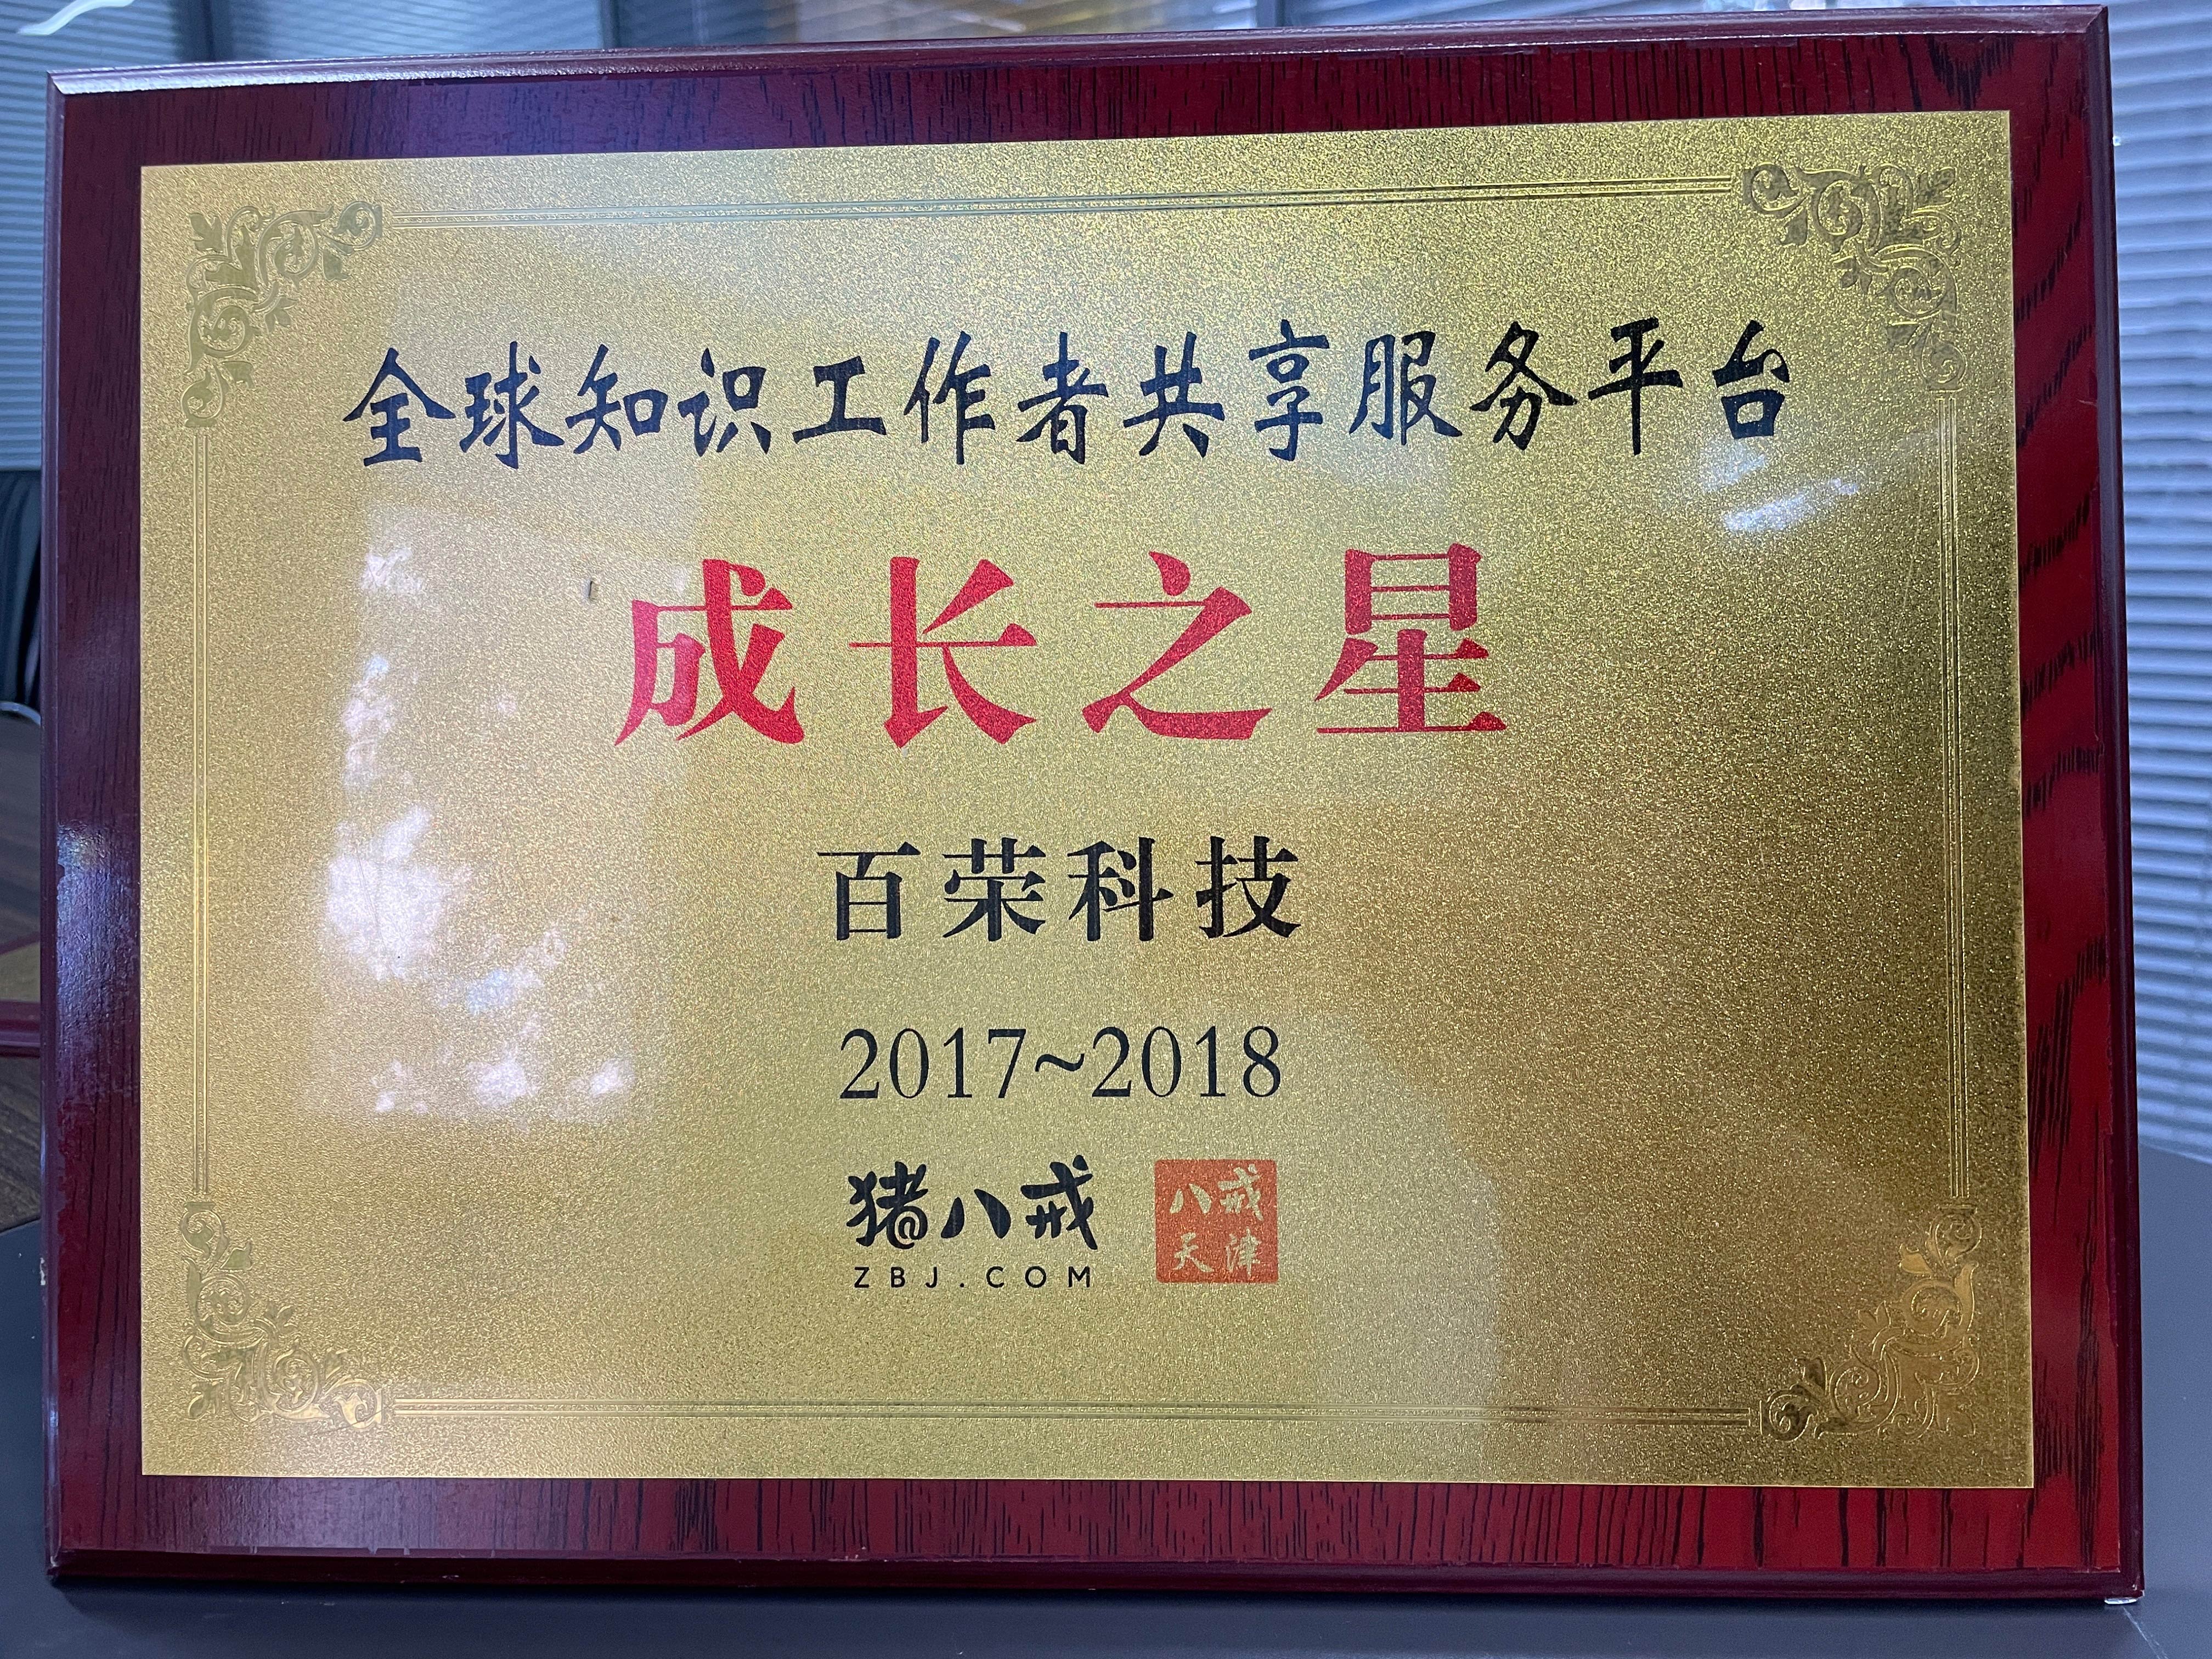 全球知识工作者共享服务平台
成长之星
百荣科技
2017~2018
猪八戒
ZBJ.COM
八戒
天津